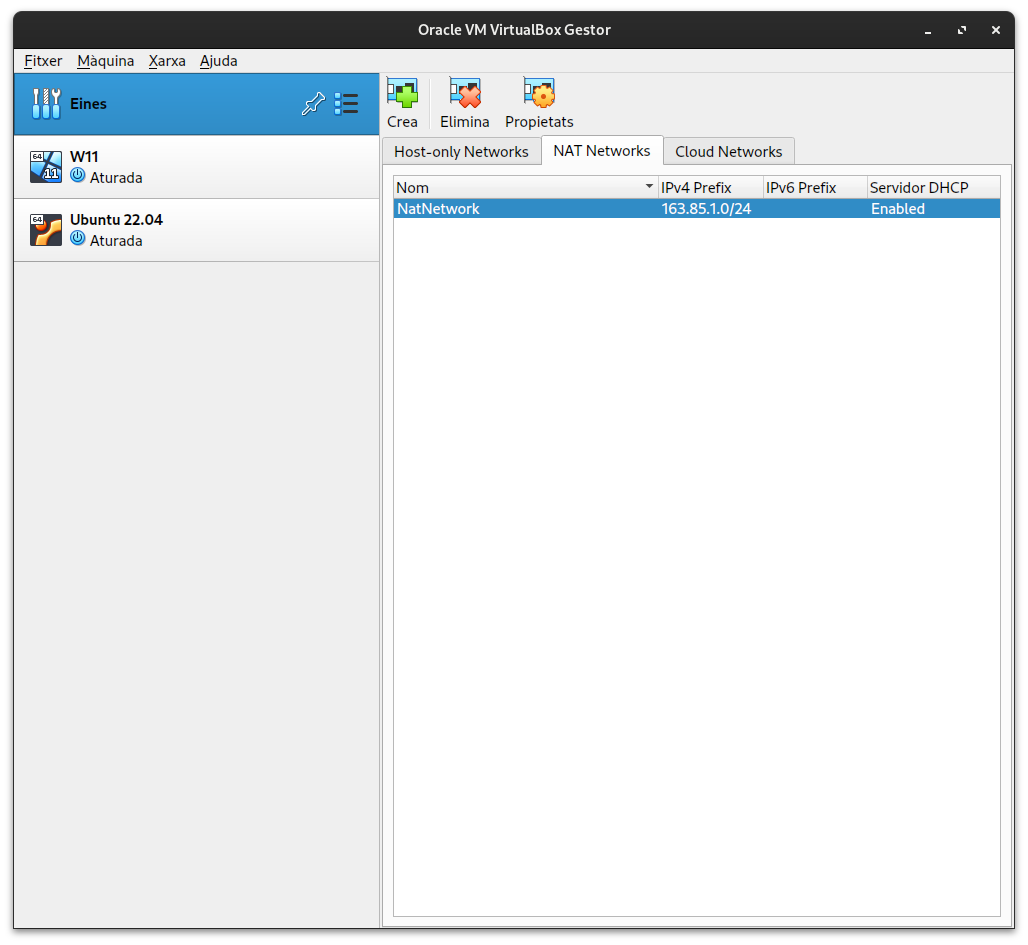 Oracle VM VirtualBox Gestor
Fitxer Màquina Xarxa Ajuda
Eines
64
11
W11
Aturada
64
Ubuntu 22.04
Aturada
Crea Elimina Propietats
Host-only Networks NAT Networks Cloud Networks
Nom IPv4 Prefix IPv6 Prefix Servidor DHCP
NatNetwork 163.85.1.0/24 Enabled